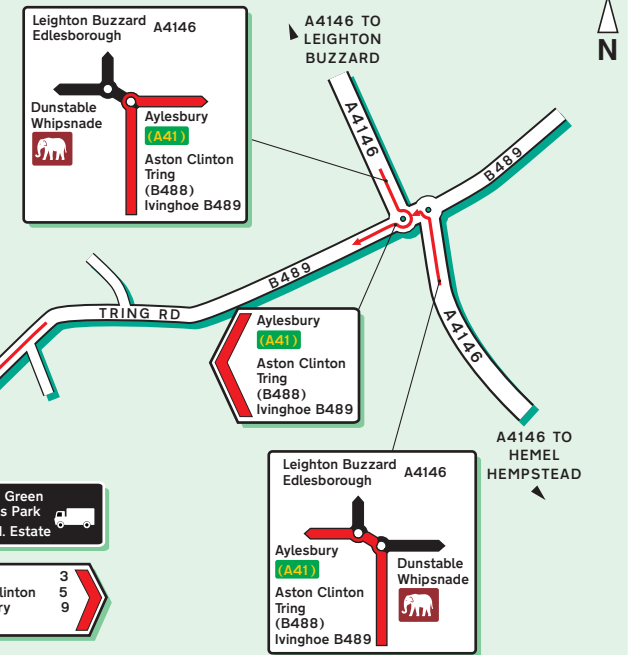 Leighton Buzzard
Edlesborough
A4146
Dunstable
Whipsnade
Aylesbury
(A41)
Aston Clinton
Tring
(B488)
Ivinghoe B489
A4146 TO
LEIGHTON
BUZZARD
N
A4146
B489
B489
TRING RD
Aylesbury
(A41)
Aston Clinton
Tring
(B488)
Ivinghoe B489
A4146
A4146 TO
HEMEL
HEMPSTEAD
Leighton Buzzard
Edlesborough
A4146
Aylesbury
(A41)
Aston Clinton
Tring
(B488)
Ivinghoe B489
Dunstable
Whipsnade
Green
s Park
. Estate
3
linton 5
ry 9